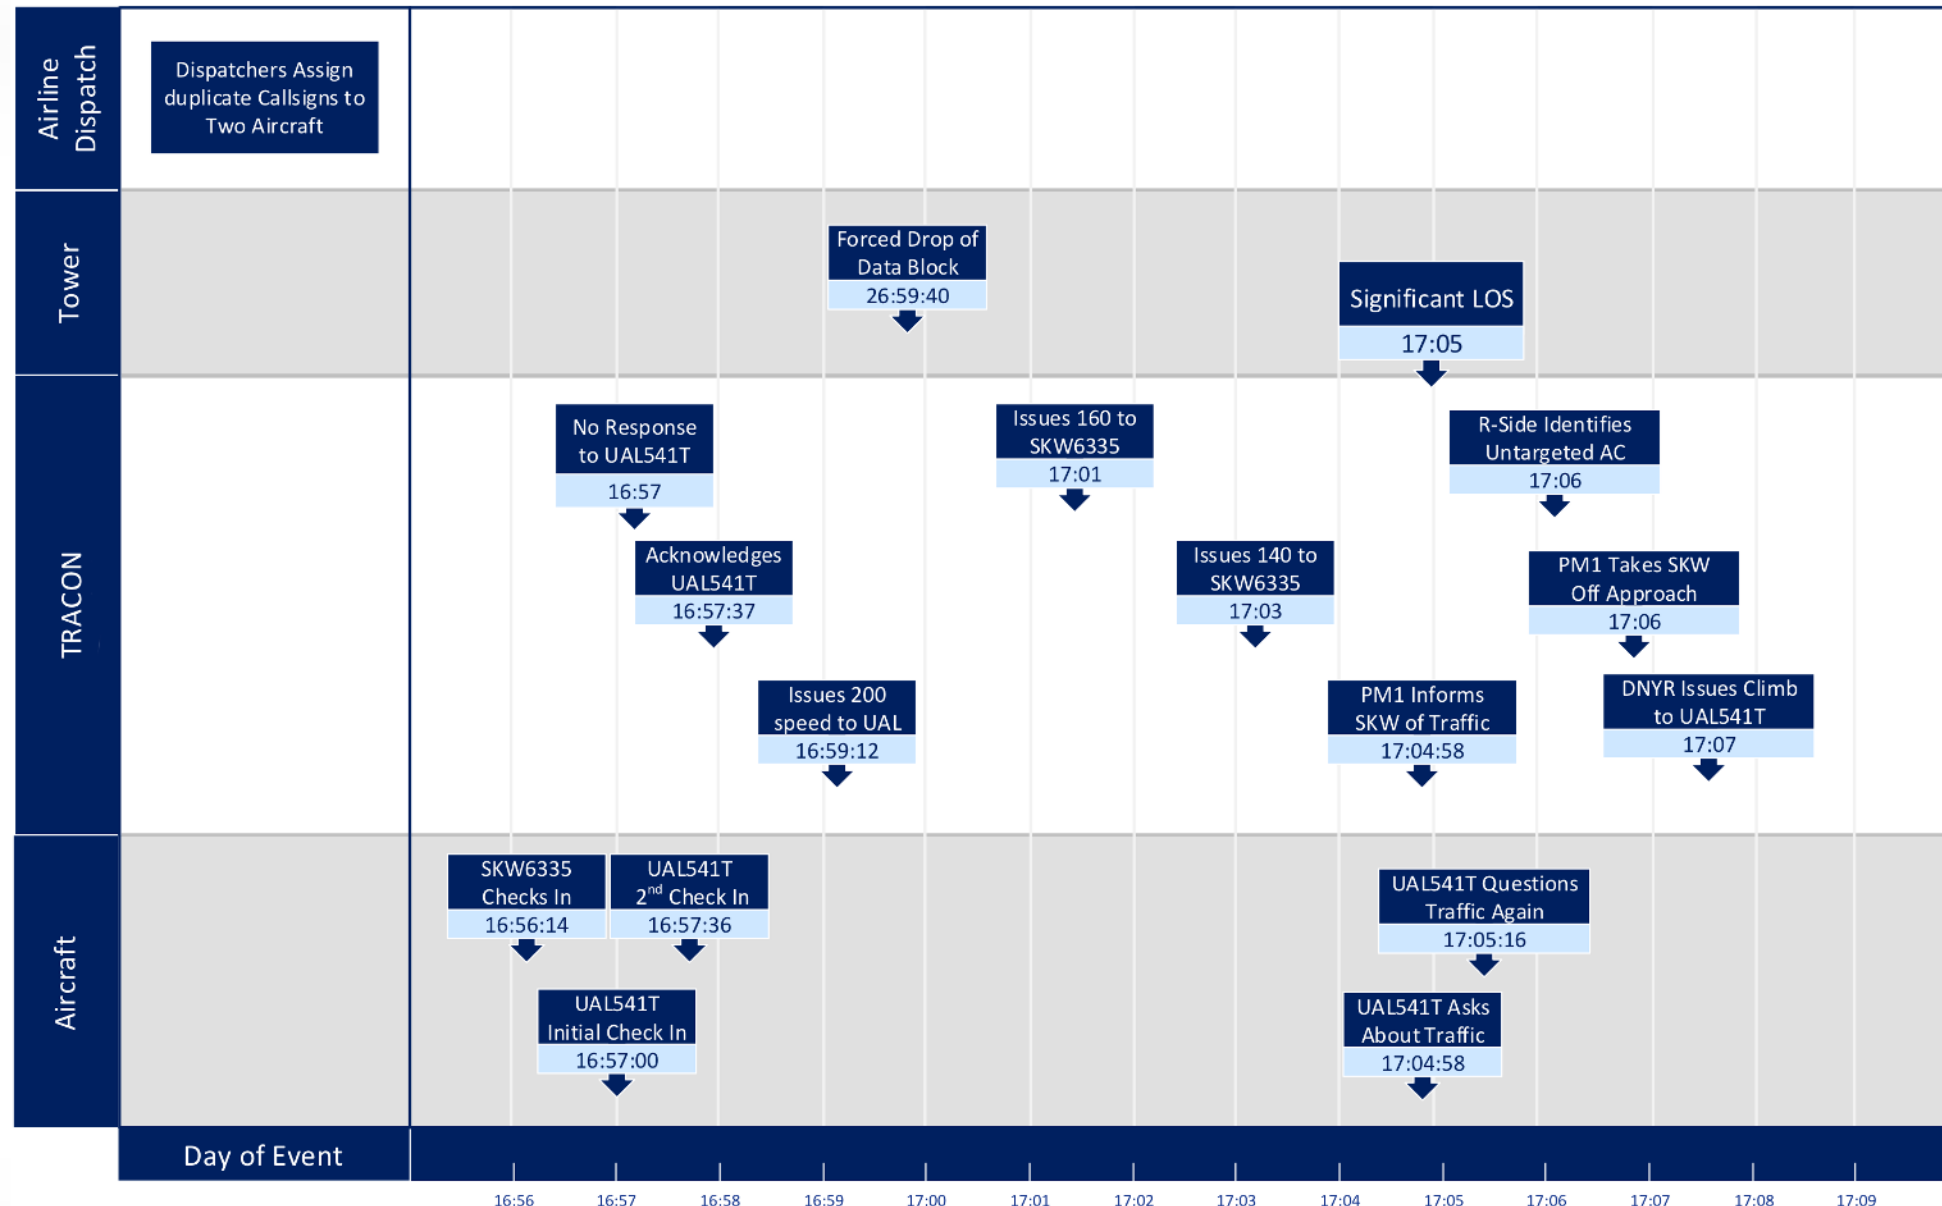 Airline
Dispatch
Dispatchers Assign
duplicate Callsigns to
Two Aircraft
Tower
Forced Drop of
Data Block
26:59:40
Significant LOS
17:05
TRACON
No Response
to UAL541T
16:57
Acknowledges
UAL541T
16:57:37
Issues 200
speed to UAL
16:59:12
Issues 160 to
SKW6335
17:01
Issues 140 to
SKW6335
17:03
PM1 Informs
SKW of Traffic
17:04:58
R-Side Identifies
Untargeted AC
17:06
PM1 Takes SKW
Off Approach
17:06
DNYR Issues Climb
to UAL541T
17:07
Aircraft
SKW6335
Checks In
16:56:14
UAL541T
Initial Check In
16:57:00
UAL541T
2nd Check In
16:57:36
UAL541T Asks
About Traffic
17:04:58
UAL541T Questions
Traffic Again
17:05:16
Day of Event
16:56 16:57 16:58 16:59 17:00 17:01 17:02 17:03 17:04 17:05 17:06 17:07 17:08 17:09